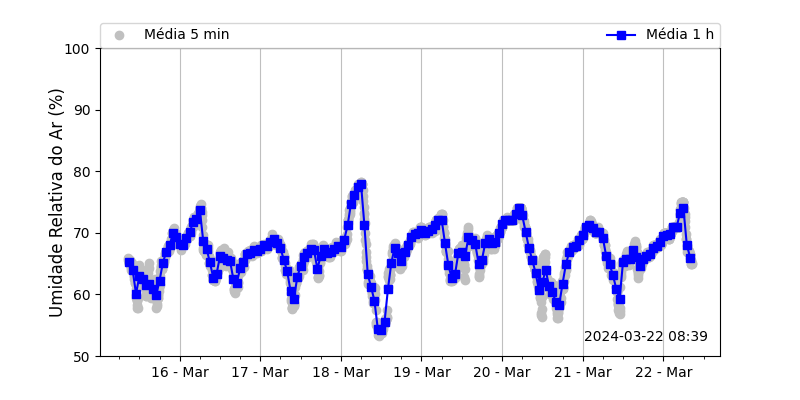 Média 5 min
Média 1 h
Umidade Relativa do Ar (%)
100
90
80
70
60
50
2024-03-22 08:39
16 - Mar
17 - Mar
18 - Mar
19 - Mar
20 - Mar
21 - Mar
22 - Mar